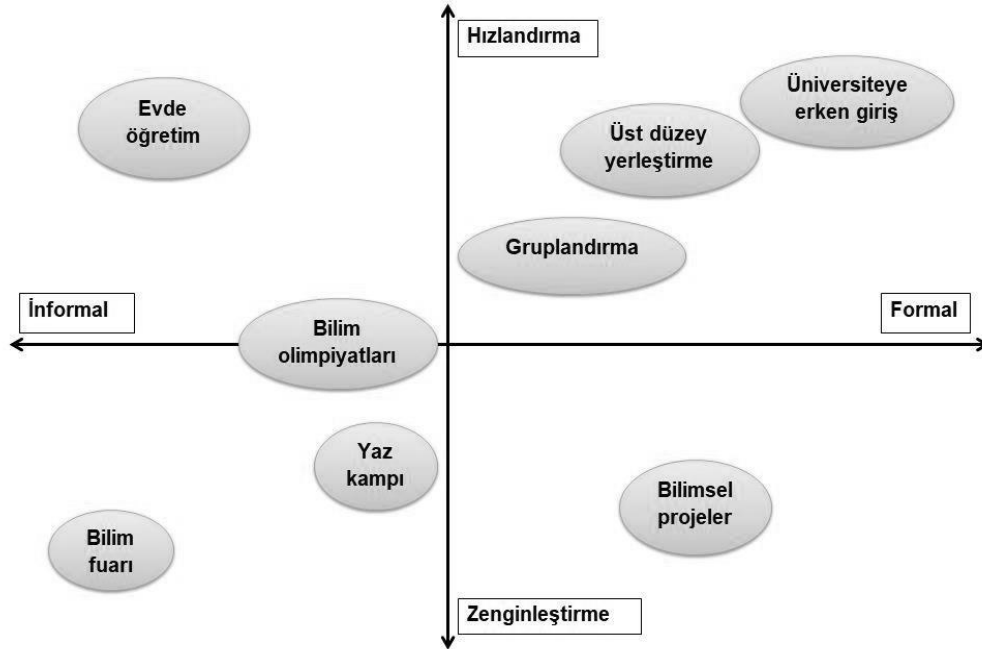 Hızlandırma
Evde
öğretim
Üniversiteye
erken giriş
Üst düzey
yerleştirme
Gruplandırma
İnformal
Formal
Bilim
olimpiyatları
Yaz
kampı
Bilimsel
projeler
Bilim
fuarı
Zenginleştirme